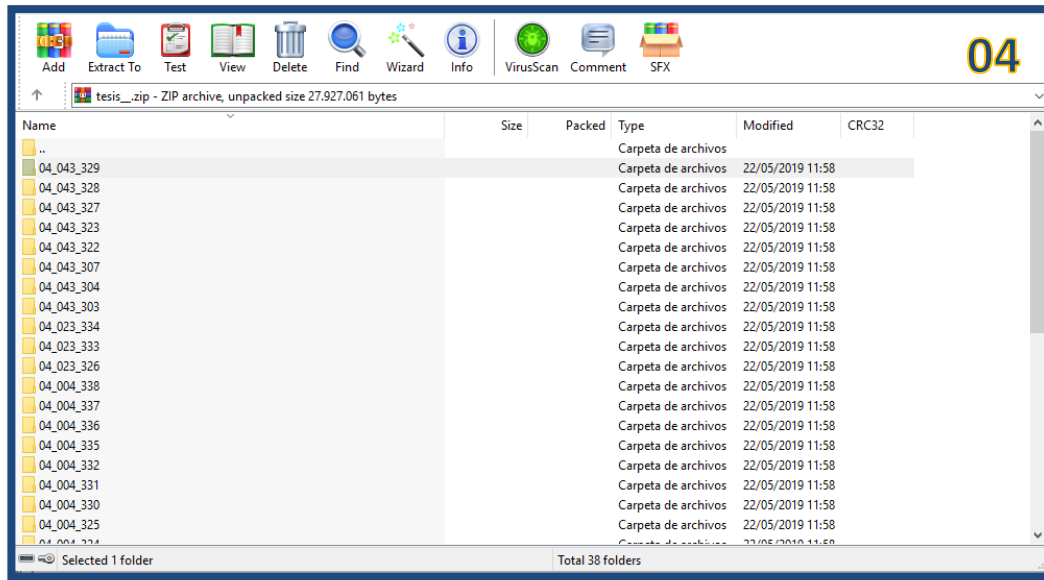 Add Extract To Test View Delete Find Wizard Info VirusScan Comment SFX
04
tesis__.zip - ZIP archive, unpacked size 27.927.061 bytes
Name Size Packed Type Modified CRC32
.. Carpeta de archivos
04_043_329 Carpeta de archivos 22/05/2019 11:58
04_043_328 Carpeta de archivos 22/05/2019 11:58
04_043_327 Carpeta de archivos 22/05/2019 11:58
04_043_323 Carpeta de archivos 22/05/2019 11:58
04_043_322 Carpeta de archivos 22/05/2019 11:58
04_043_307 Carpeta de archivos 22/05/2019 11:58
04_043_304 Carpeta de archivos 22/05/2019 11:58
04_043_303 Carpeta de archivos 22/05/2019 11:58
04_023_334 Carpeta de archivos 22/05/2019 11:58
04_023_333 Carpeta de archivos 22/05/2019 11:58
04_023_326 Carpeta de archivos 22/05/2019 11:58
04_004_338 Carpeta de archivos 22/05/2019 11:58
04_004_337 Carpeta de archivos 22/05/2019 11:58
04_004_336 Carpeta de archivos 22/05/2019 11:58
04_004_335 Carpeta de archivos 22/05/2019 11:58
04_004_332 Carpeta de archivos 22/05/2019 11:58
04_004_331 Carpeta de archivos 22/05/2019 11:58
04_004_330 Carpeta de archivos 22/05/2019 11:58
04_004_325 Carpeta de archivos 22/05/2019 11:58
Selected 1 folder Total 38 folders